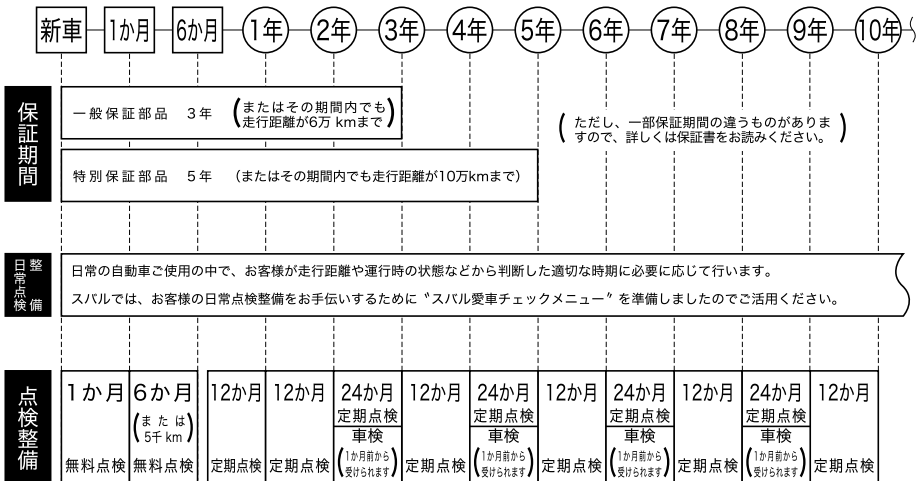 新車 1か月 6か月 1年 2年 3年 4年 5年 6年 7年 8年 9年 10年
保証期間
一般保証部品 3年 (またはその期間内でも
走行距離が6万kmまで)
(ただし、一部保証期間の違うものがありま
すので、詳しくは保証書をお読みください。)
特別保証部品 5年 (またはその期間内でも走行距離が10万kmまで)
日常点検
整備
日常の自動車ご使用の中で、お客様が走行距離や運行時の状態などから判断した適切な時期に必要に応じて行います。
スバルでは、お客様の日常点検整備をお手伝いするために〝スバル愛車チェックメニュー〞を準備しましたのでご活用ください。
点検整備
1か月
無料点検
6か月
(または
5千km)
無料点検
12か月
定期点検
12か月
定期点検
24か月
定期点検
車検
(1か月前から
受けられます)
12か月
定期点検
24か月
定期点検
車検
(1か月前から
受けられます)
12か月
定期点検
24か月
定期点検
車検
(1か月前から
受けられます)
12か月
定期点検
24か月
定期点検
車検
(1か月前から
受けられます)
12か月
定期点検